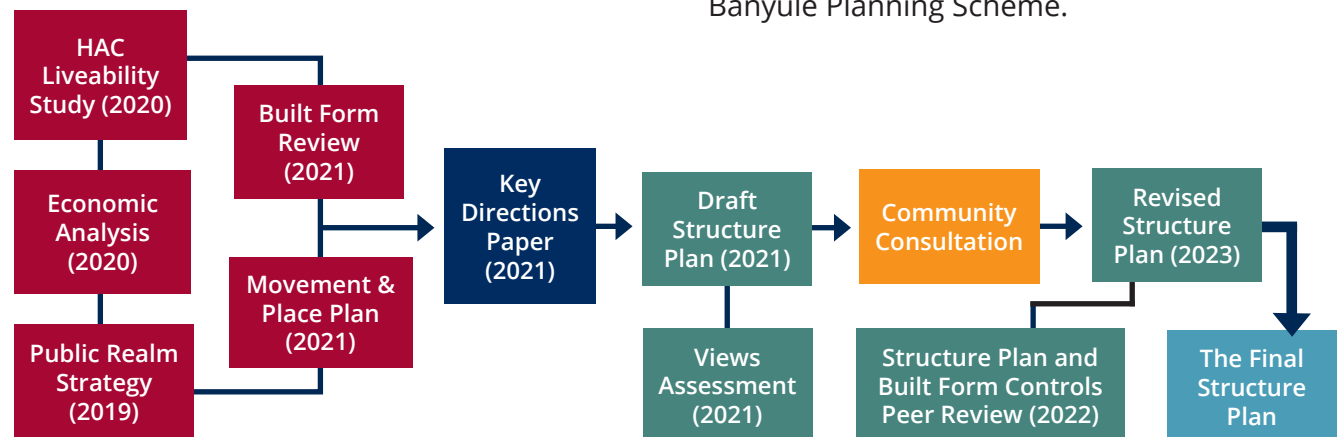 Banyule Planning Scheme.
HAC
Liveability
Study (2020)
Economic
Analysis
(2020)
Public Realm
Strategy
(2019)
Built Form
Review
(2021)
Movement &
Place Plan
(2021)
Key
Directions
Paper
(2021)
Draft
Structure
Plan (2021)
Views
Assessment
(2021)
Community
Consultation
Revised
Structure
Plan (2023)
Structure Plan and
Built Form Controls
Peer Review (2022)
The Final
Structure
Plan